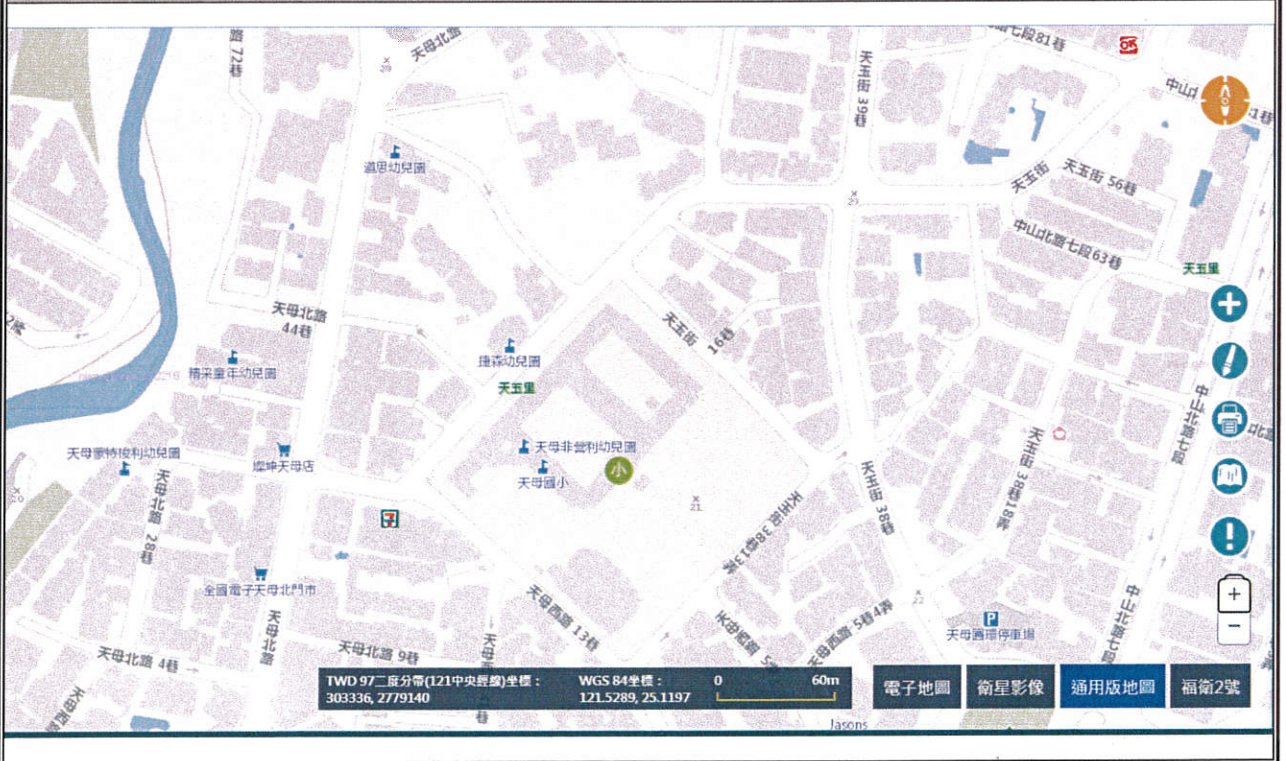 路 72巷
天母北路
路七段81巷
OK
天玉街 39巷
中山
1巷
道思幼兒園
天玉街
天玉街 56巷
29
中山北路七段63巷
天玉里
天母北路
44巷
天玉街 16巷
捷森幼兒園
精采童年幼兒園
天玉里
中山北路七段
天母蒙特梭利幼兒園
燦坤天母店
天母非營利幼兒園
小
天母國小
天玉街 38巷18弄
天母北路 28巷
7
21
天玉街38巷13弄
天玉街 38巷
全國電子天母北門市
天母西路 13巷
天母西路 5巷4弄
22
P
天母圓環停車場
中山北路七段
天母北路
天母北路 4巷
天母北路 9巷
天母西路 5
TWD 97二度分帶(121中央經線)坐標：
303336, 2779140
WGS 84坐標：
121.5289, 25.1197
0 60m
電子地圖
衛星影像
通用版地圖
福衛2號
Jasons